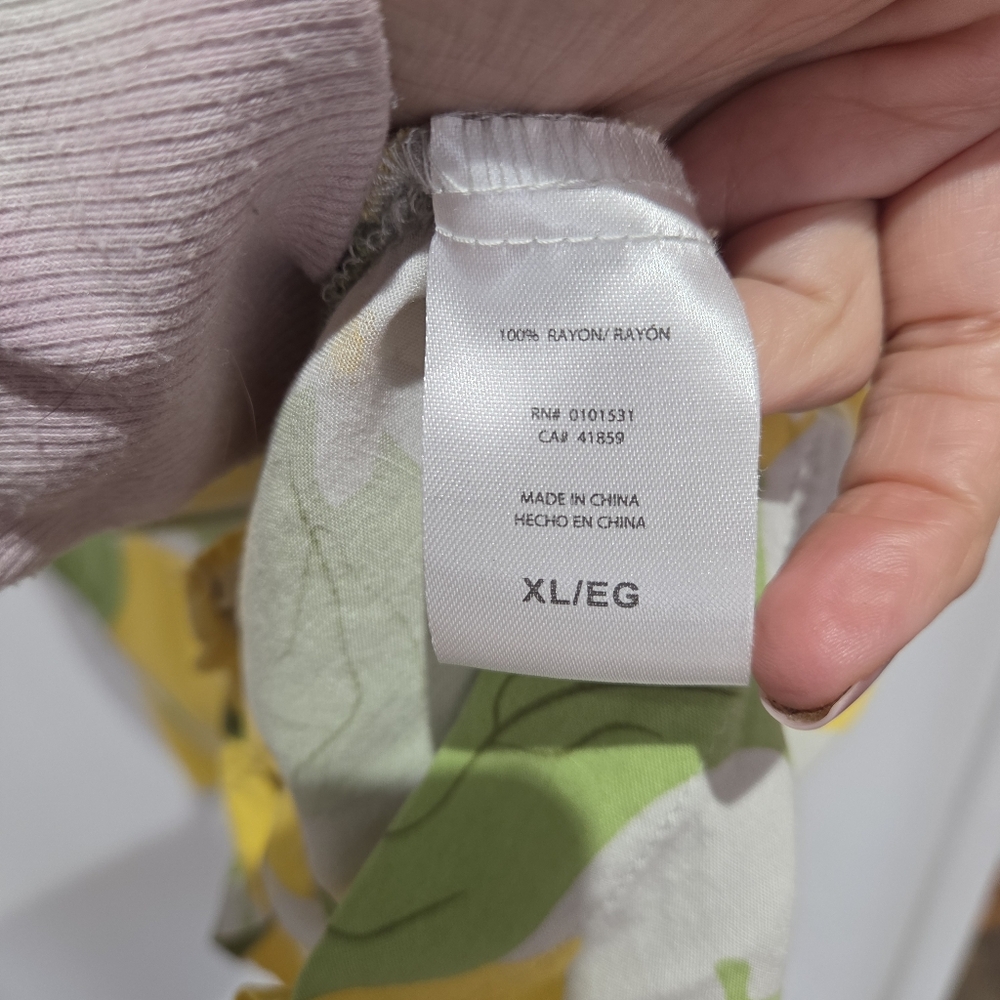 100% RAYON/ RAYÓN
RN# 0101531
CA# 41859
MADE IN CHINA
HECHO EN CHINA
XL/EG